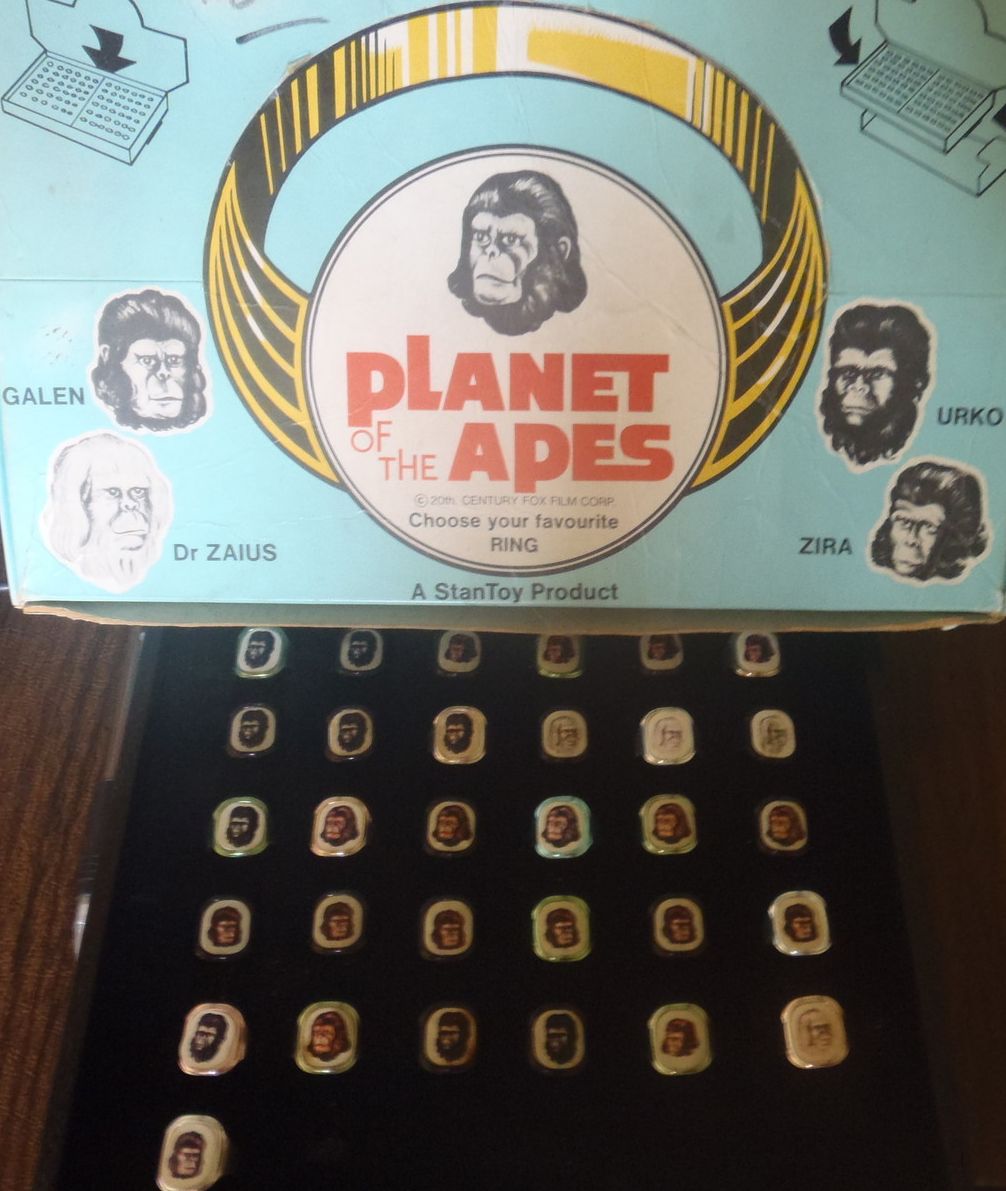 GALEN
Dr ZAIUS
PLANET
OF
THE APES
© 20th. CENTURY FOX FILM CORP.
Choose your favourite
RING
A StanToy Product
URKO
ZIRA